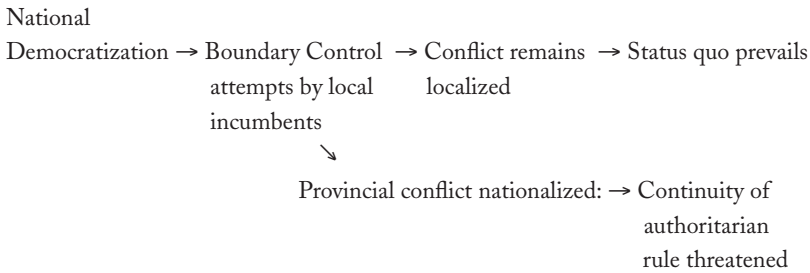 National
Democratization → Boundary Control → Conflict remains → Status quo prevails
attempts by local localized
incumbents
↘
Provincial conflict nationalized: → Continuity of
authoritarian
rule threatened